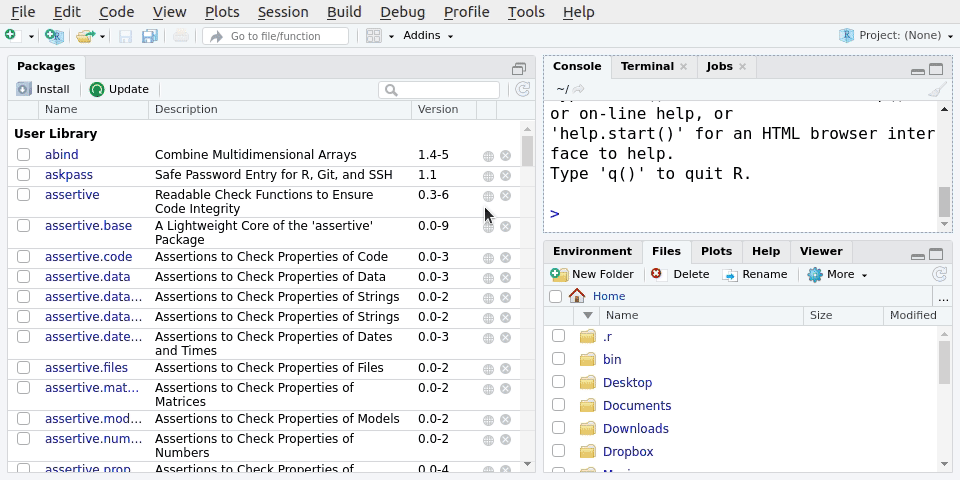 File Edit Code View Plots Session Build Debug Profile Tools Help
Go to file/function Addins Project: (None)
Packages
Install Update
Name Description Version
User Library
abind Combine Multidimensional Arrays 1.4-5
askpass Safe Password Entry for R, Git, and SSH 1.1
assertive Readable Check Functions to Ensure 0.3-6
Code Integrity
assertive.base A Lightweight Core of the 'assertive' 0.0-9
Package
assertive.code Assertions to Check Properties of Code 0.0-3
assertive.data Assertions to Check Properties of Data 0.0-3
assertive.data... Assertions to Check Properties of Strings 0.0-2
assertive.data... Assertions to Check Properties of Strings 0.0-2
assertive.date... Assertions to Check Properties of Dates 0.0-3
and Times
assertive.files Assertions to Check Properties of Files 0.0-2
assertive.mat... Assertions to Check Properties of 0.0-2
Matrices
assertive.mod... Assertions to Check Properties of Models 0.0-2
assertive.num... Assertions to Check Properties of 0.0-2
Numbers
assertive.prop Assertions to Check Properties of 0.0-4
Console Terminal Jobs
~/
or on-line help, or
'help.start()' for an HTML browser inter
face to help.
Type 'q()' to quit R.
>
Environment Files Plots Help Viewer
New Folder Delete Rename More
Home ...
Name Size Modified
.r
bin
Desktop
Documents
Downloads
Dropbox